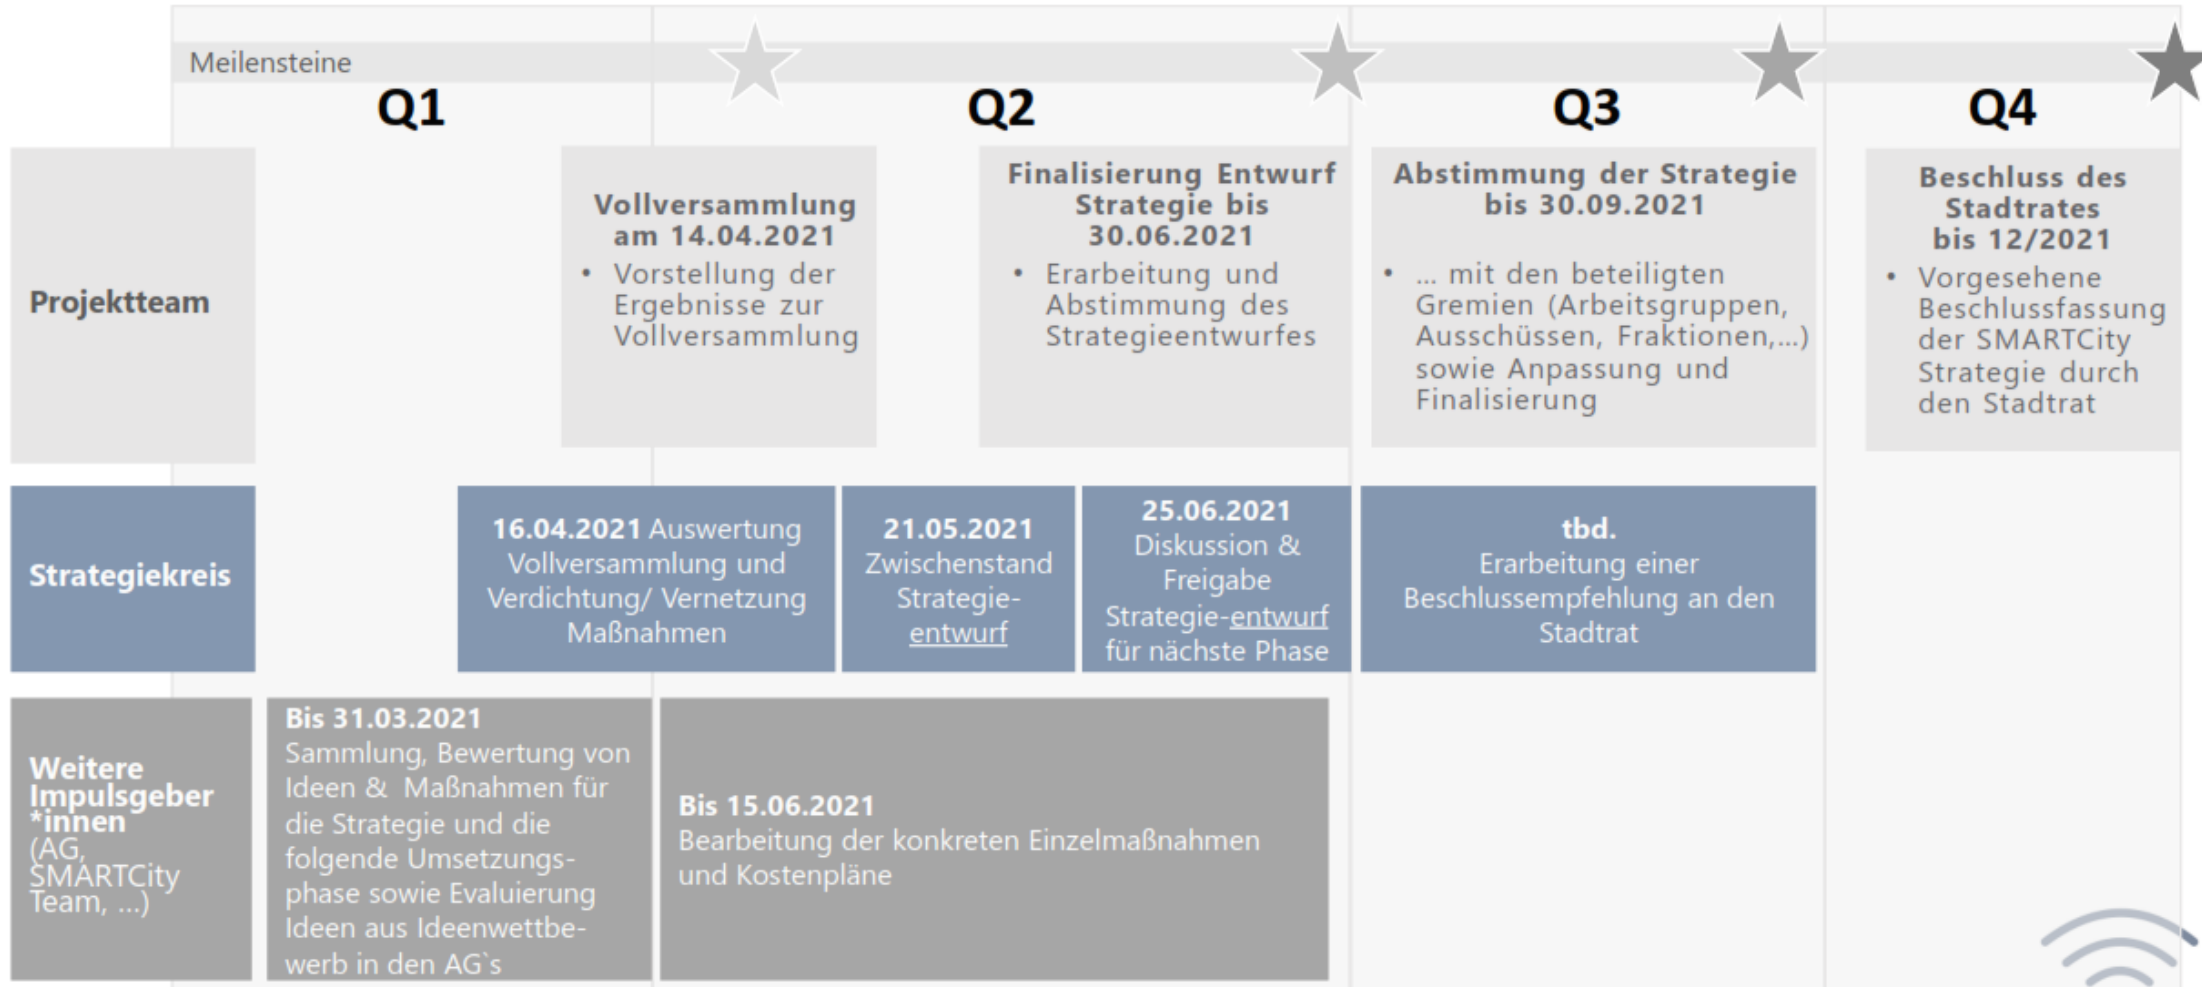 Meilensteine
Q1
Q2
Q3
Q4
Projektteam
Vollversammlung
am 14.04.2021
• Vorstellung der
Ergebnisse zur
Vollversammlung
Finalisierung Entwurf
Strategie bis
30.06.2021
• Erarbeitung und
Abstimmung des
Strategieentwurfes
Abstimmung der Strategie
bis 30.09.2021
• ... mit den beteiligten
Gremien (Arbeitsgruppen,
Ausschüssen, Fraktionen,...)
sowie Anpassung und
Finalisierung
Beschluss des
Stadtrates
bis 12/2021
• Vorgesehene
Beschlussfassung
der SMARTCity
Strategie durch
den Stadtrat
Strategiekreis
16.04.2021 Auswertung
Vollversammlung und
Verdichtung/ Vernetzung
Maßnahmen
21.05.2021
Zwischenstand
Strategie-
entwurf
25.06.2021
Diskussion &
Freigabe
Strategie-entwurf
für nächste Phase
tbd.
Erarbeitung einer
Beschlussempfehlung an den
Stadtrat
Weitere
Impulsgeber
*innen
(AG,
SMARTCity
Team, ...)
Bis 31.03.2021
Sammlung, Bewertung von
Ideen & Maßnahmen für
die Strategie und die
folgende Umsetzungs-
phase sowie Evaluierung
Ideen aus Ideenwettbe-
werb in den AG`s
Bis 15.06.2021
Bearbeitung der konkreten Einzelmaßnahmen
und Kostenpläne